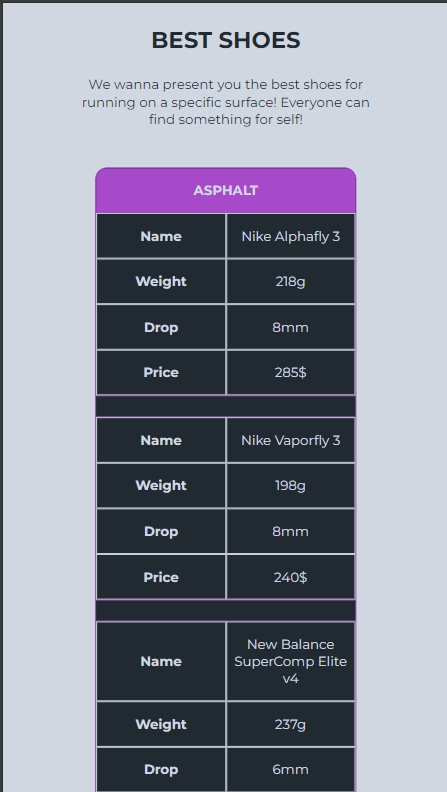 BEST SHOES
We wanna present you the best shoes for
running on a specific surface! Everyone can
find something for self!
ASPHALT
Name Nike Alphafly 3
Weight 218g
Drop 8mm
Price 285$
Name Nike Vaporfly 3
Weight 198g
Drop 8mm
Price 240$
Name New Balance
SuperComp Elite
v4
Weight 237g
Drop 6mm